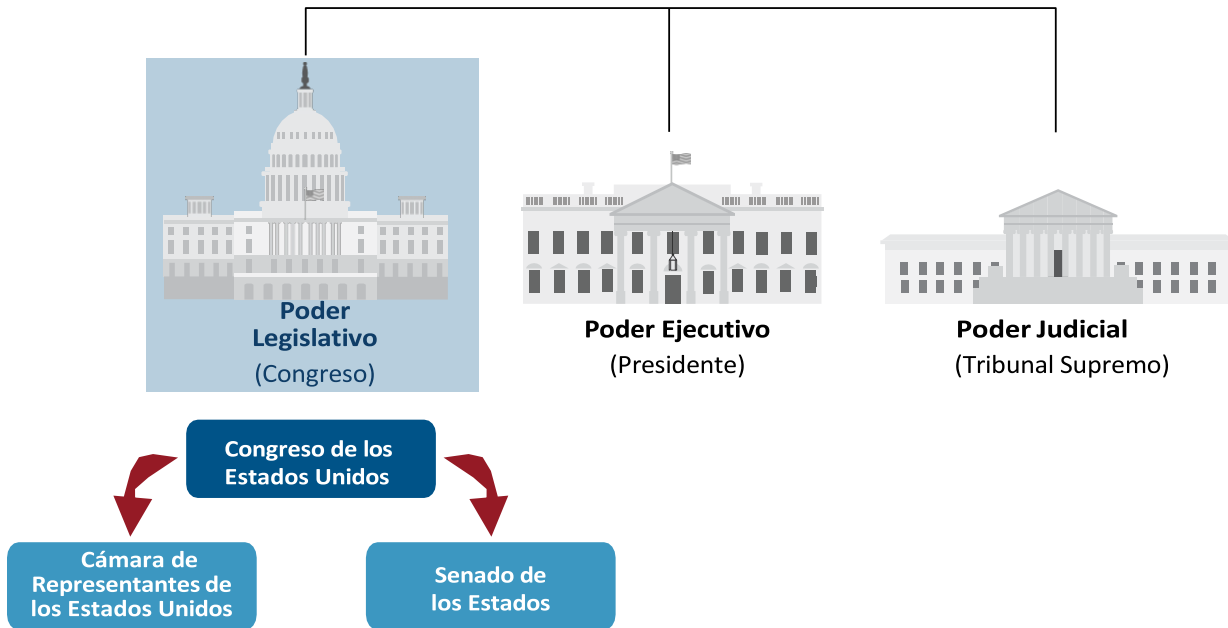 Poder
Legislativo
(Congreso)
Poder Ejecutivo
(Presidente)
Poder Judicial
(Tribunal Supremo)
Congreso de los
Estados Unidos
Cámara de
Representantes de
los Estados Unidos
Senado de
los Estados